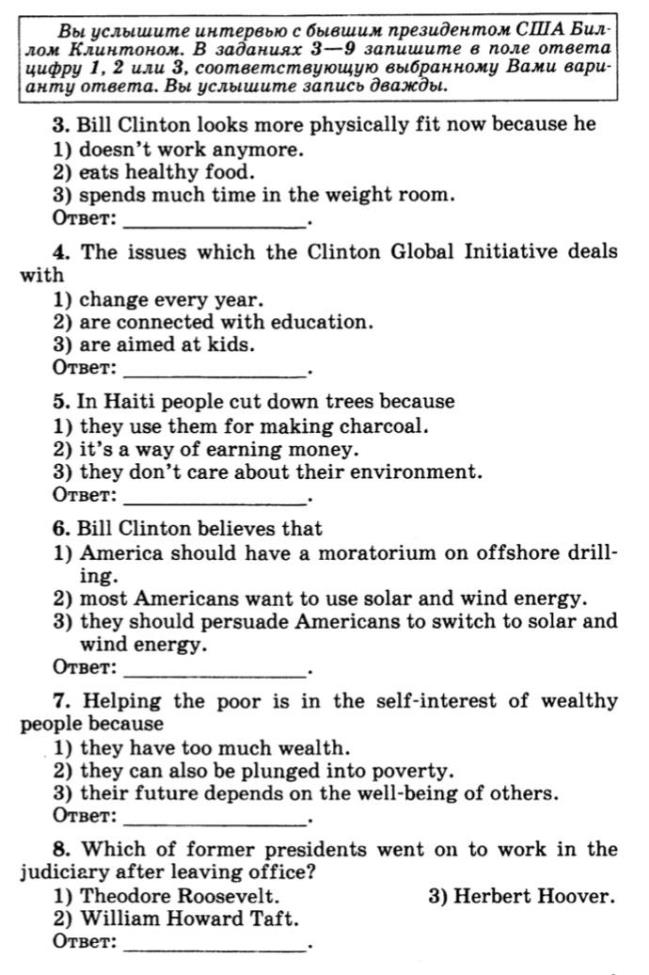 Вы услышите интервью с бывшим президентом США Бил-
лом Клинтоном. В заданиях 3—9 запишите в поле ответа
цифру 1, 2 или 3, соответствующую выбранному Вами вари-
анту ответа. Вы услышите запись дважды.
3. Bill Clinton looks more physically fit now because he
1) doesn't work anymore.
2) eats healthy food.
3) spends much time in the weight room.
Ответ: ___________________.
4. The issues which the Clinton Global Initiative deals
with
1) change every year.
2) are connected with education.
3) are aimed at kids.
Ответ: ___________________.
5. In Haiti people cut down trees because
1) they use them for making charcoal.
2) it's a way of earning money.
3) they don't care about their environment.
Ответ: ___________________.
6. Bill Clinton believes that
1) America should have a moratorium on offshore drill-
ing.
2) most Americans want to use solar and wind energy.
3) they should persuade Americans to switch to solar and
wind energy.
Ответ: ___________________.
7. Helping the poor is in the self-interest of wealthy
people because
1) they have too much wealth.
2) they can also be plunged into poverty.
3) their future depends on the well-being of others.
Ответ: ___________________.
8. Which of former presidents went on to work in the
judiciary after leaving office?
1) Theodore Roosevelt. 3) Herbert Hoover.
2) William Howard Taft.
Ответ: ___________________.